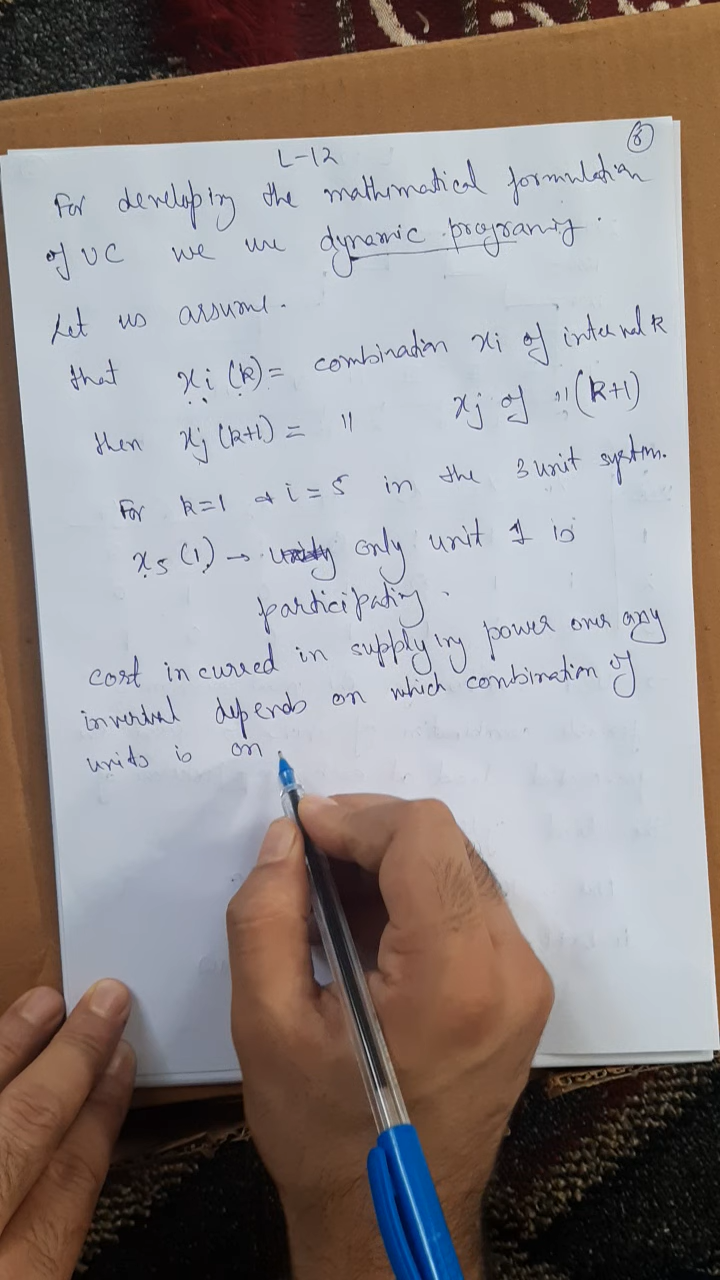 L-12
8
For developing the mathematical formulation
of UC we use dynamic programig.
Let us assume.
that xi (k) = combination xi of interval k
then xj (k+1) = " xj of " (k+1)
For k=1 & i=5 in the 3 unit system.
x5 (1) → only unit 1 is
participating.
cost incurred in supplying power over any
interval depends on which combination of
units is on